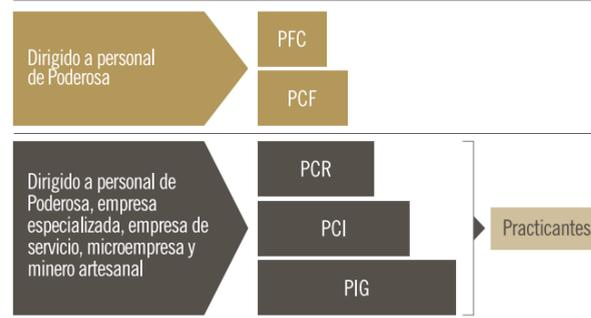 Dirigido a personal
de Poderosa
PFC
PCF
Dirigido a personal de
Poderosa, empresa
especializada, empresa de
servicio, microempresa y
minero artesanal
PCR
PCI
PIG
Practicantes